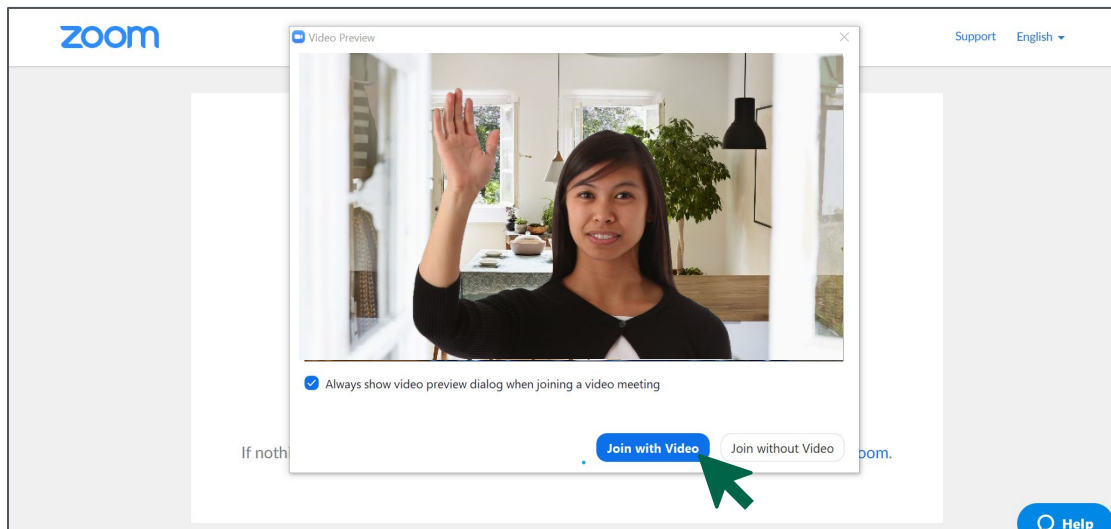 zoom
Video Preview
Support English
Always show video preview dialog when joining a video meeting
Join with Video Join without Video
If nothi oom.
Help